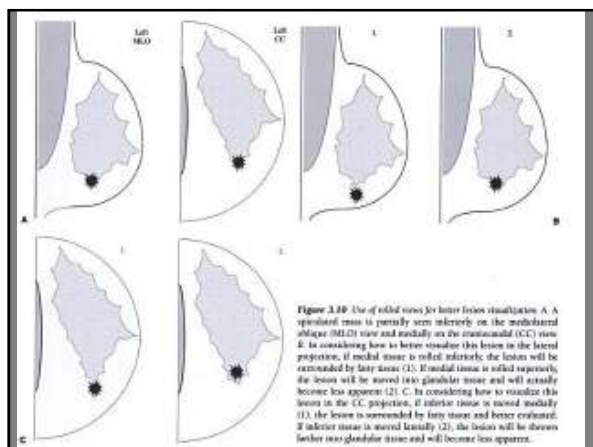 Left
MLO
Left
CC
1.
2.
A
B
1.
2.
C
Figure 3.10 Use of rolled views for better lesion visualization. A. A
spiculated mass is partially seen inferiorly on the mediolateral
oblique (MLO) view and medially on the craniocaudal (CC) view.
B. In considering how to better visualize this lesion in the lateral
projection, if medial tissue is rolled inferiorly, the lesion will be
surrounded by fatty tissue (1). If medial tissue is rolled superiorly,
the lesion will be moved into glandular tissue and will actually
become less apparent (2). C. In considering how to visualize this
lesion in the CC projection, if inferior tissue is moved medially
(1), the lesion is surrounded by fatty tissue and better evaluated.
If inferior tissue is moved laterally (2), the lesion will be thrown
farther into glandular tissue and will become less apparent.